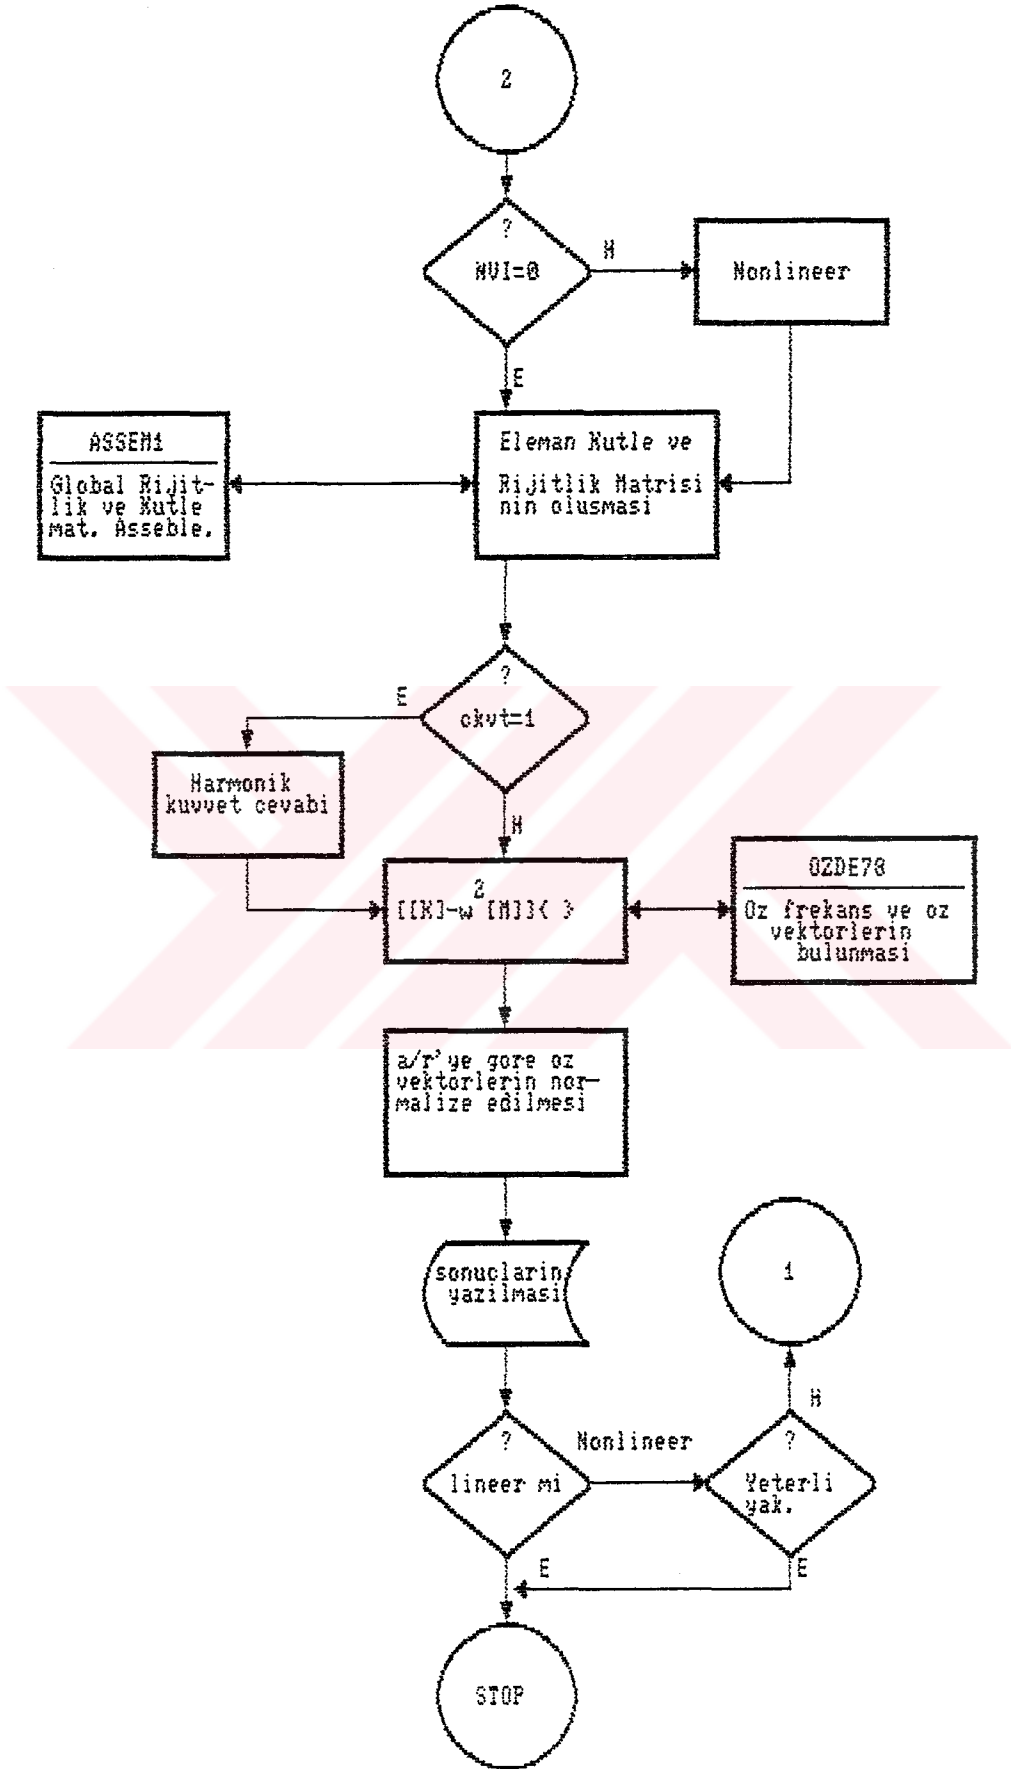 2
?
NVI=0
H
Nonlineer
E
ASSEM1
Global Rijit-
lik ve Kutle
mat. Asseble.
Eleman Kutle ve
Rijitlik Matrisi
nin olusmasi
?
ckvt=1
E
Harmonik
kuvvet cevabi
H
2
[[K]-w [M]]{ }
OZDE78
Oz frekans ve oz
vektorlerin
bulunmasi
a/r'ye gore oz
vektorlerin nor-
malize edilmesi
sonuclarin
yazilmasi
1
H
?
lineer mi
Nonlineer
?
Yeterli
yak.
E
E
STOP